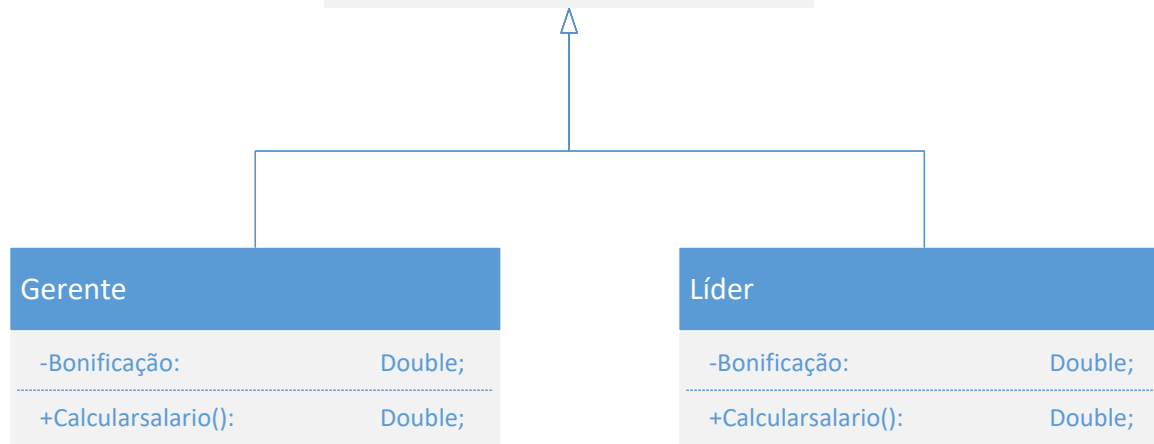 Gerente
-Bonificação: Double;
+Calcularsalario(): Double;
Líder
-Bonificação: Double;
+Calcularsalario(): Double;